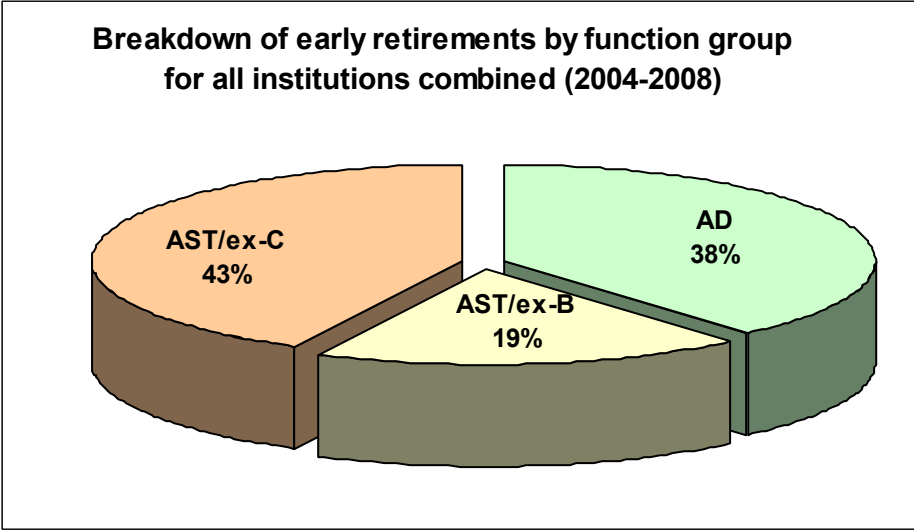 Breakdown of early retirements by function group
for all institutions combined (2004-2008)
AST/ex-C
43%
AD
38%
AST/ex-B
19%